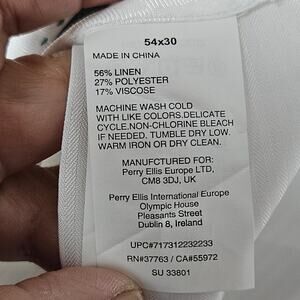 54x30
MADE IN CHINA
56% LINEN
27% POLYESTER
17% VISCOSE
MACHINE WASH COLD
WITH LIKE COLORS.DELICATE
CYCLE.NON-CHLORINE BLEACH
IF NEEDED. TUMBLE DRY LOW.
WARM IRON OR DRY CLEAN.
MANUFCTURED FOR:
Perry Ellis Europe LTD,
CM8 3DJ, UK
Perry Ellis International Europe
Olympic House
Pleasants Street
Dublin 8, Ireland
UPC#717312232233
RN#37763 / CA#55972
SU 33801